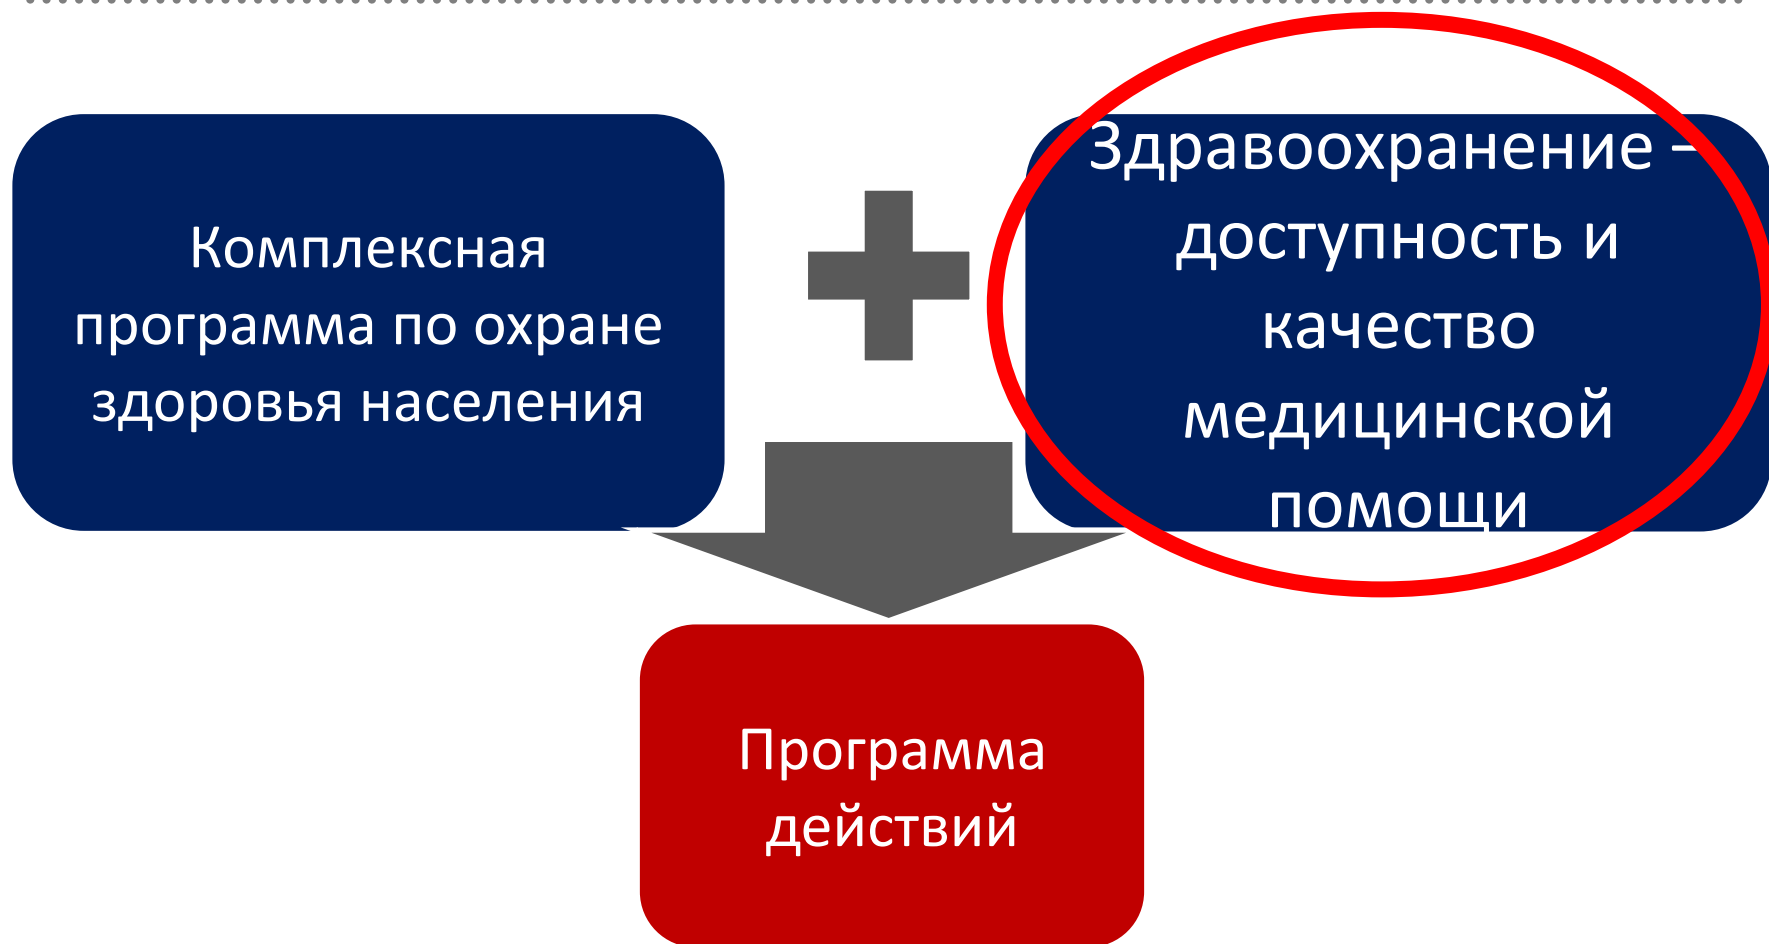 Комплексная
программа по охране
здоровья населения
Здравоохранение –
доступность и
качество
медицинской
помощи
Программа
действий